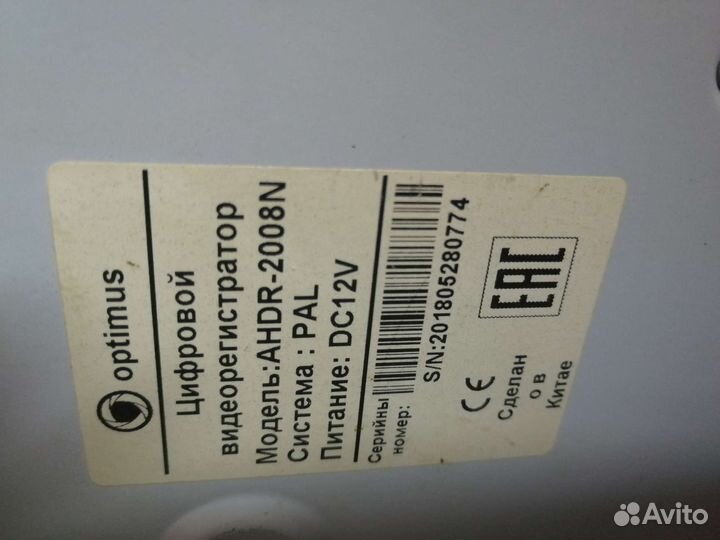 optimus
Цифровой
видеорегистратор
Модель:AHDR-2008N
Система : PAL
Питание: DC12V
Серийны
номер:
S/N:201805280774
CE
EAC
Сделан
о в
Китае
Avito